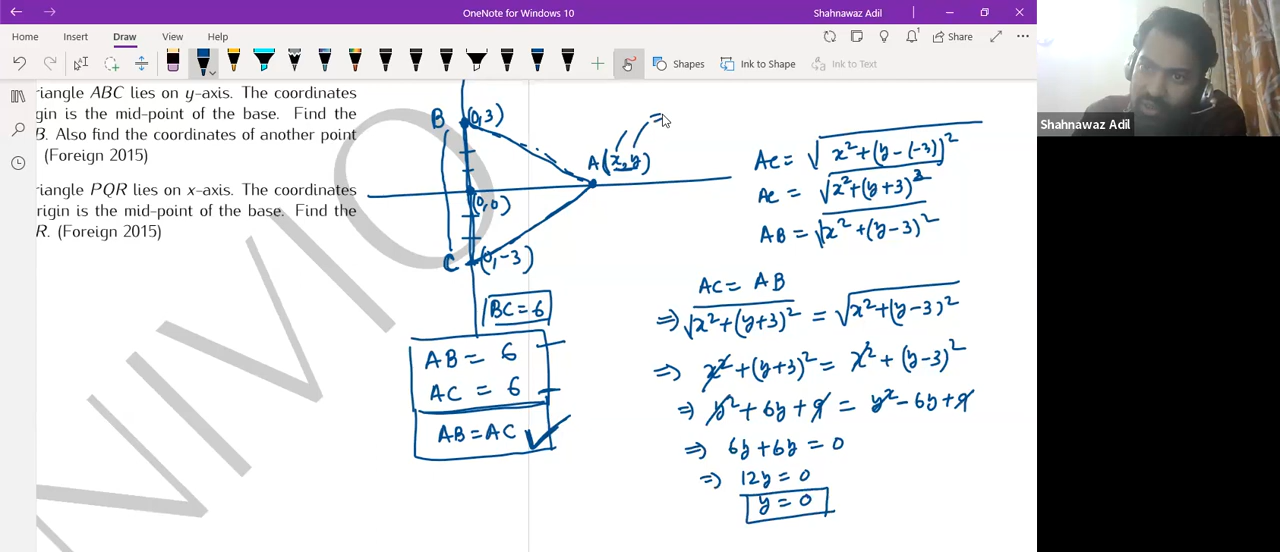 OneNote for Windows 10
Shahnawaz Adil
Home Insert Draw View Help
Share
Shapes
Ink to Shape
Ink to Text
riangle ABC lies on y-axis. The coordinates
gin is the mid-point of the base. Find the
B. Also find the coordinates of another point
(Foreign 2015)
riangle PQR lies on x-axis. The coordinates
rigin is the mid-point of the base. Find the
R. (Foreign 2015)
NIVIO
B (0,3)
A(x,y) =
(0,0)
C (0,-3)
BC=6
AB = 6
AC = 6
AB=AC ✓
AC = √x²+(y-(-3))²
AC = √x²+(y+3)²
AB = √x²+(y-3)²
AC = AB
⇒ √x²+(y+3)² = √x²+(y-3)²
⇒ x²+(y+3)² = x²+(y-3)²
⇒ y²+6y+9 = y²-6y+9
⇒ 6y+6y = 0
⇒ 12y = 0
y = 0
Shahnawaz Adil